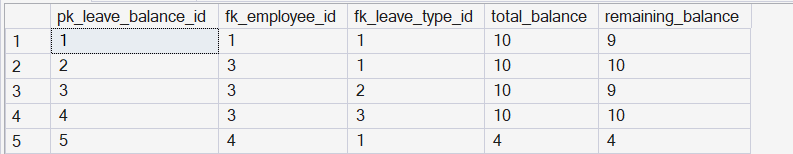 pk_leave_balance_id fk_employee_id fk_leave_type_id total_balance remaining_balance
1 1 1 1 10 9
2 2 3 1 10 10
3 3 3 2 10 9
4 4 3 3 10 10
5 5 4 1 4 4